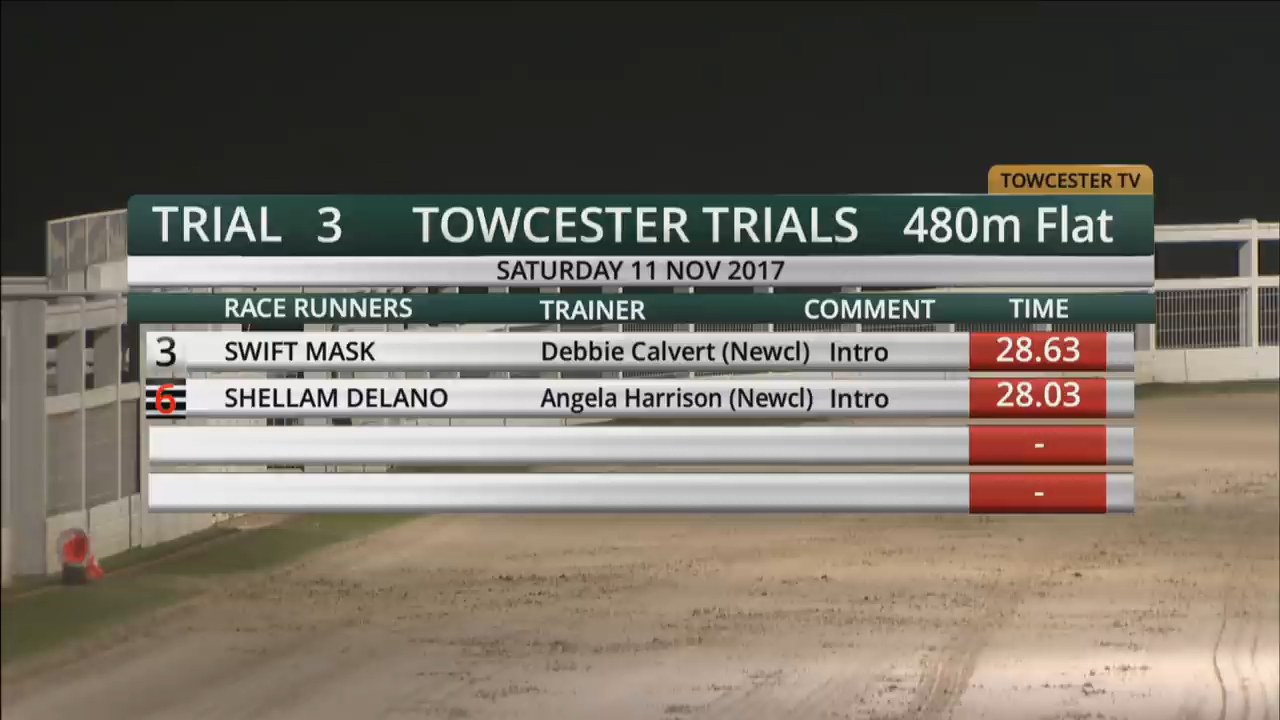 TOWCESTER TV
TRIAL 3 TOWCESTER TRIALS 480m Flat
SATURDAY 11 NOV 2017
RACE RUNNERS TRAINER COMMENT TIME
3 SWIFT MASK Debbie Calvert (Newcl) Intro 28.63
6 SHELLAM DELANO Angela Harrison (Newcl) Intro 28.03
-
-